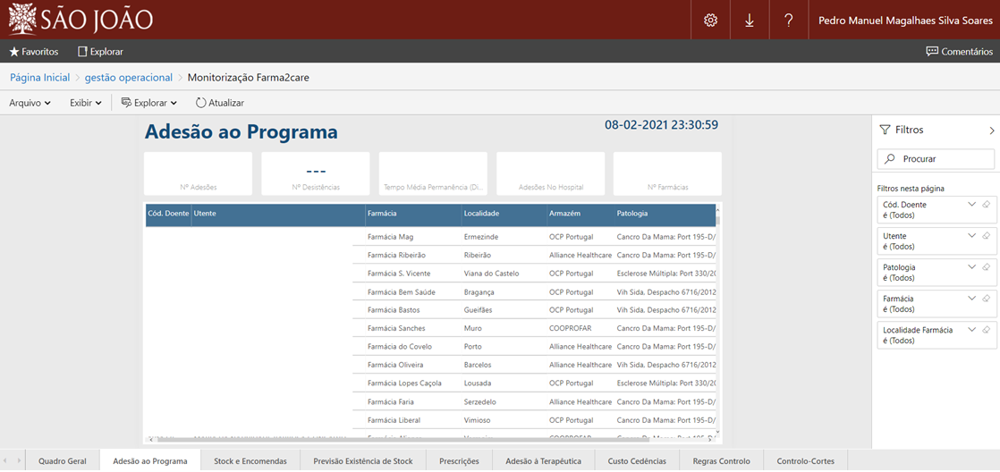 SÃO JOÃO
?
Pedro Manuel Magalhaes Silva Soares
Favoritos
Explorar
Comentários
Página Inicial > gestão operacional > Monitorização Farma2care
Arquivo
Exibir
Explorar
Atualizar
Adesão ao Programa
08-02-2021 23:30:59
Nº Adesões
---
Nº Desistências
Tempo Média Permanência (Di...
Adesões No Hospital
Nº Farmácias
Cód. Doente Utente Farmácia Localidade Armazém Patologia
Farmácia Mag Ermezinde OCP Portugal Cancro Da Mama: Port 195-D/
Farmácia Ribeirão Ribeirão Alliance Healthcare Cancro Da Mama: Port 195-D/
Farmácia S. Vicente Viana do Castelo OCP Portugal Esclerose Múltipla: Port 330/20
Farmácia Bem Saúde Bragança OCP Portugal Vih Sida. Despacho 6716/2012
Farmácia Bastos Gueifães OCP Portugal Vih Sida. Despacho 6716/2012
Farmácia Sanches Muro COOPROFAR Cancro Da Mama: Port 195-D/
Farmácia do Covelo Porto Alliance Healthcare Cancro Da Mama: Port 195-D/
Farmácia Oliveira Barcelos Alliance Healthcare Vih Sida. Despacho 6716/2012
Farmácia Lopes Caçola Lousada OCP Portugal Esclerose Múltipla: Port 330/20
Farmácia Faria Serzedelo Alliance Healthcare Cancro Da Mama: Port 195-D/
Farmácia Liberal Vimioso OCP Portugal Cancro Da Mama: Port 195-D/
Filtros
Procurar
Filtros nesta página
Cód. Doente
é (Todos)
Utente
é (Todos)
Patologia
é (Todos)
Farmácia
é (Todos)
Localidade Farmácia
é (Todos)
Quadro Geral
Adesão ao Programa
Stock e Encomendas
Previsão Existência de Stock
Prescrições
Adesão à Terapêutica
Custo Cedências
Regras Controlo
Controlo-Cortes